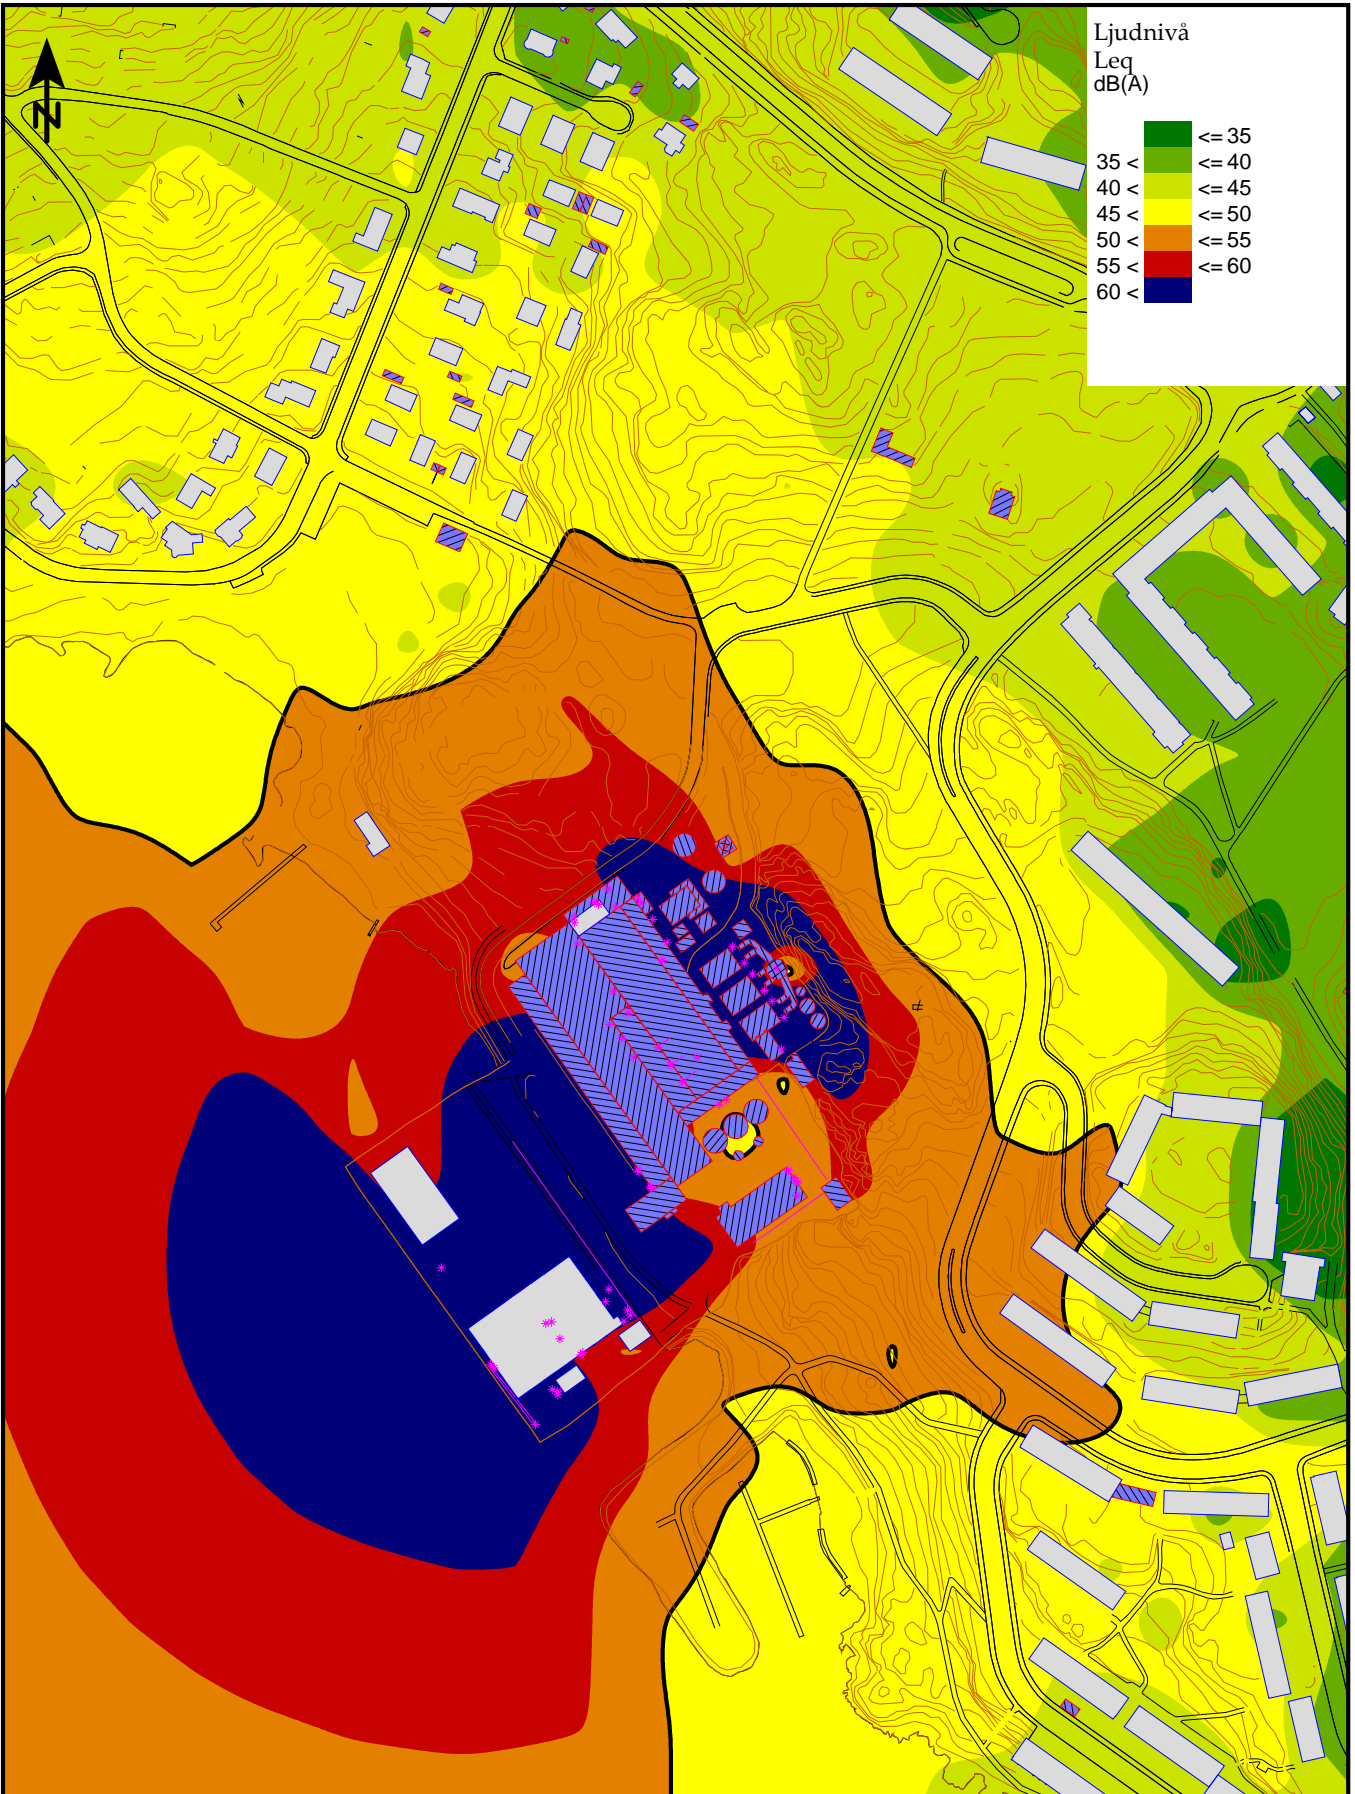 N
Ljudnivå
Leq
dB(A)
<= 35
35 < <= 40
40 < <= 45
45 < <= 50
50 < <= 55
55 < <= 60
60 <